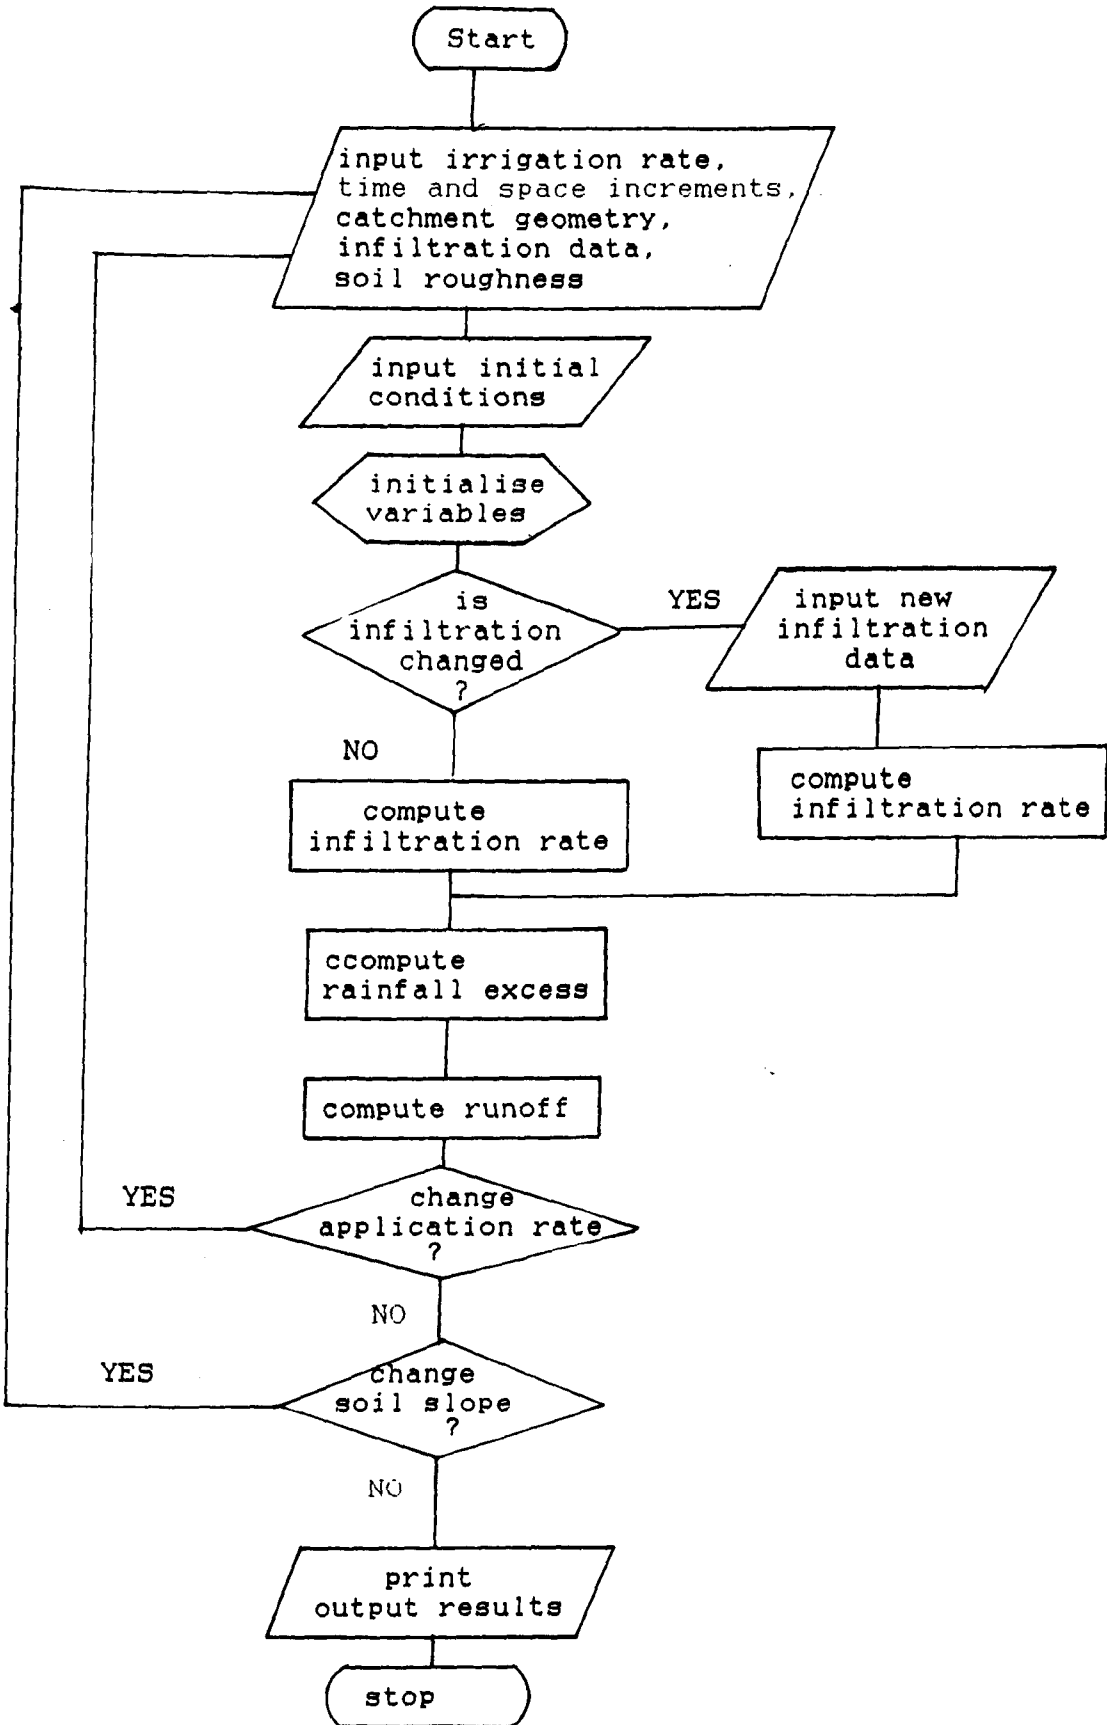 Start
input irrigation rate,
time and space increments,
catchment geometry,
infiltration data,
soil roughness
input initial
conditions
initialise
variables
is
infiltration
changed
?
YES
input new
infiltration
data
NO
compute
infiltration rate
compute
infiltration rate
ccompute
rainfall excess
compute runoff
YES
change
application rate
?
NO
YES
change
soil slope
?
NO
print
output results
stop